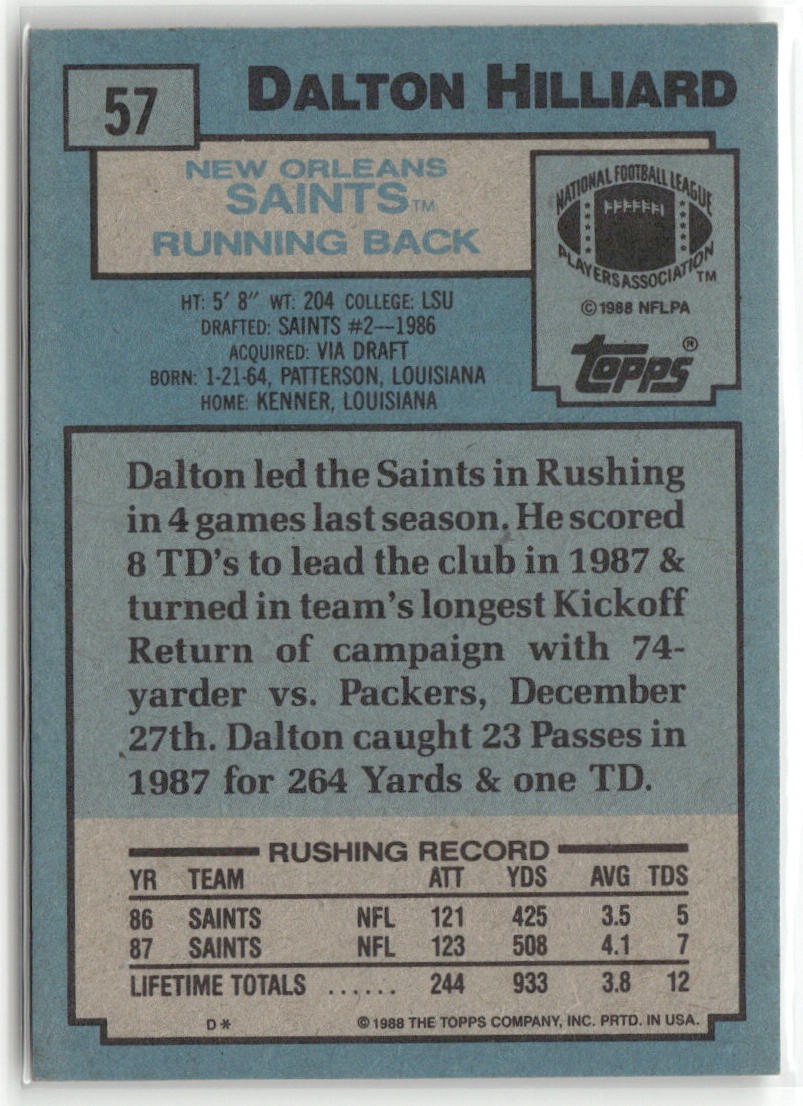 57
DALTON HILLIARD
NEW ORLEANS
SAINTS™
RUNNING BACK
NATIONAL FOOTBALL LEAGUE
PLAYERS ASSOCIATION™
©1988 NFLPA
Topps®
HT: 5' 8" WT: 204 COLLEGE: LSU
DRAFTED: SAINTS #2—1986
ACQUIRED: VIA DRAFT
BORN: 1-21-64, PATTERSON, LOUISIANA
HOME: KENNER, LOUISIANA
Dalton led the Saints in Rushing
in 4 games last season. He scored
8 TD's to lead the club in 1987 &
turned in team's longest Kickoff
Return of campaign with 74-
yarder vs. Packers, December
27th. Dalton caught 23 Passes in
1987 for 264 Yards & one TD.
RUSHING RECORD
YR TEAM ATT YDS AVG TDS
86 SAINTS NFL 121 425 3.5 5
87 SAINTS NFL 123 508 4.1 7
LIFETIME TOTALS ...... 244 933 3.8 12
D* ©1988 THE TOPPS COMPANY, INC. PRTD. IN USA.